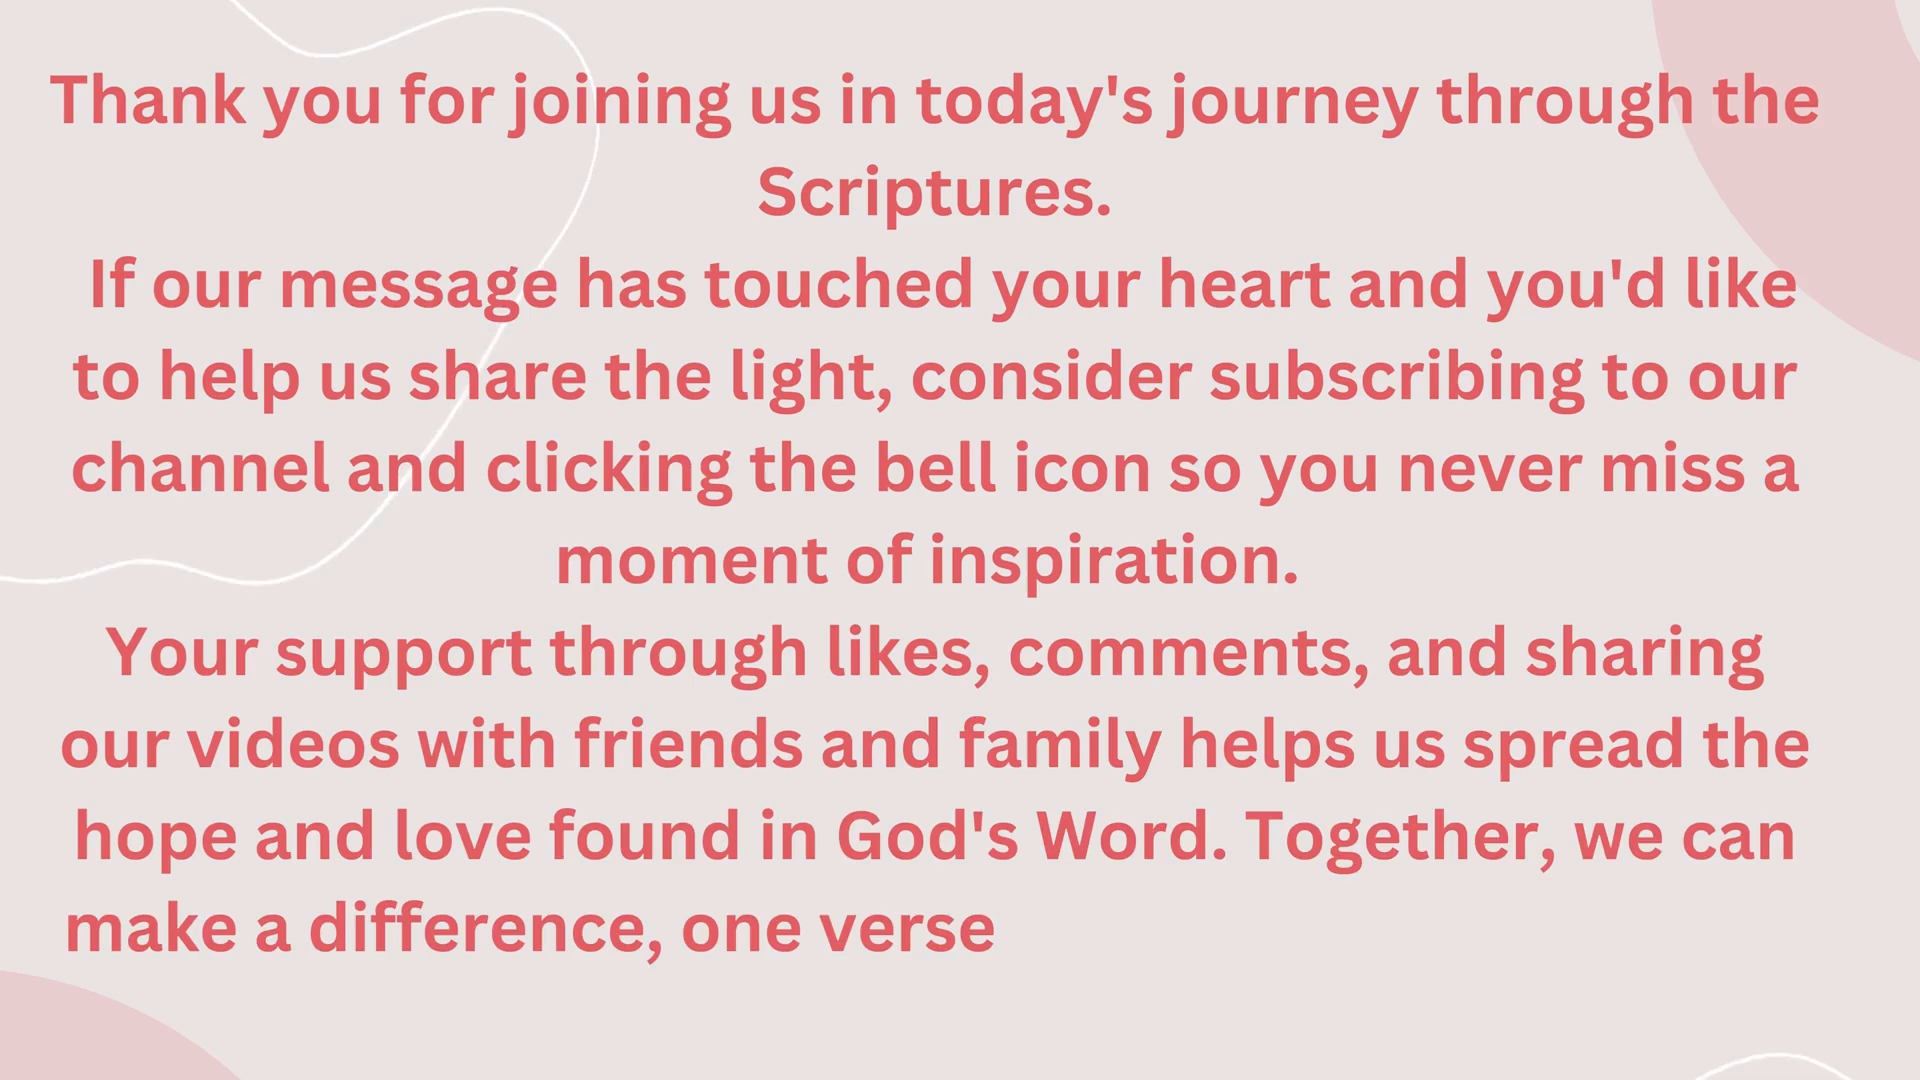 Thank you for joining us in today's journey through the
Scriptures.
If our message has touched your heart and you'd like
to help us share the light, consider subscribing to our
channel and clicking the bell icon so you never miss a
moment of inspiration.
Your support through likes, comments, and sharing
our videos with friends and family helps us spread the
hope and love found in God's Word. Together, we can
make a difference, one verse